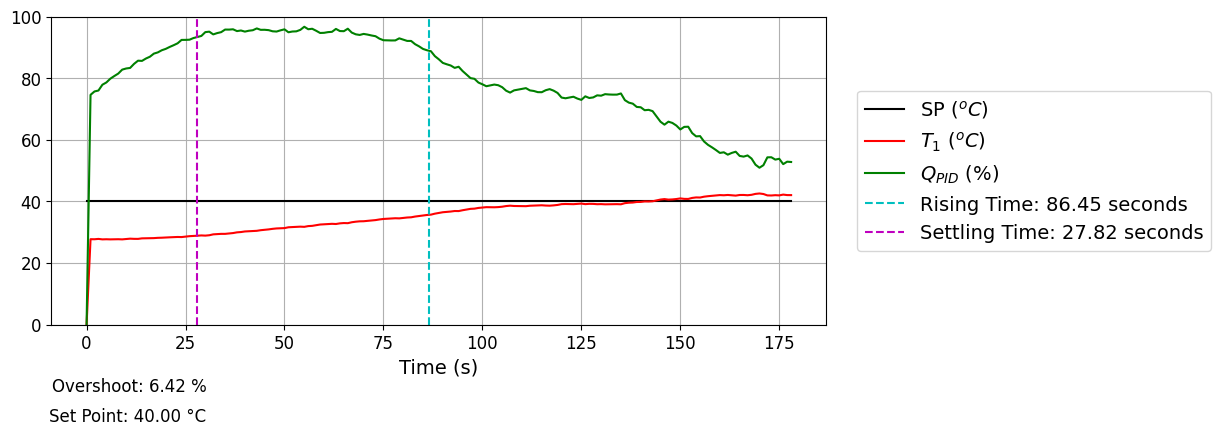 100
80
60
40
20
0
0 25 50 75 100 125 150 175
Time (s)
SP (°C)
T₁ (°C)
Q_PID (%)
Rising Time: 86.45 seconds
Settling Time: 27.82 seconds
Overshoot: 6.42 %
Set Point: 40.00 °C